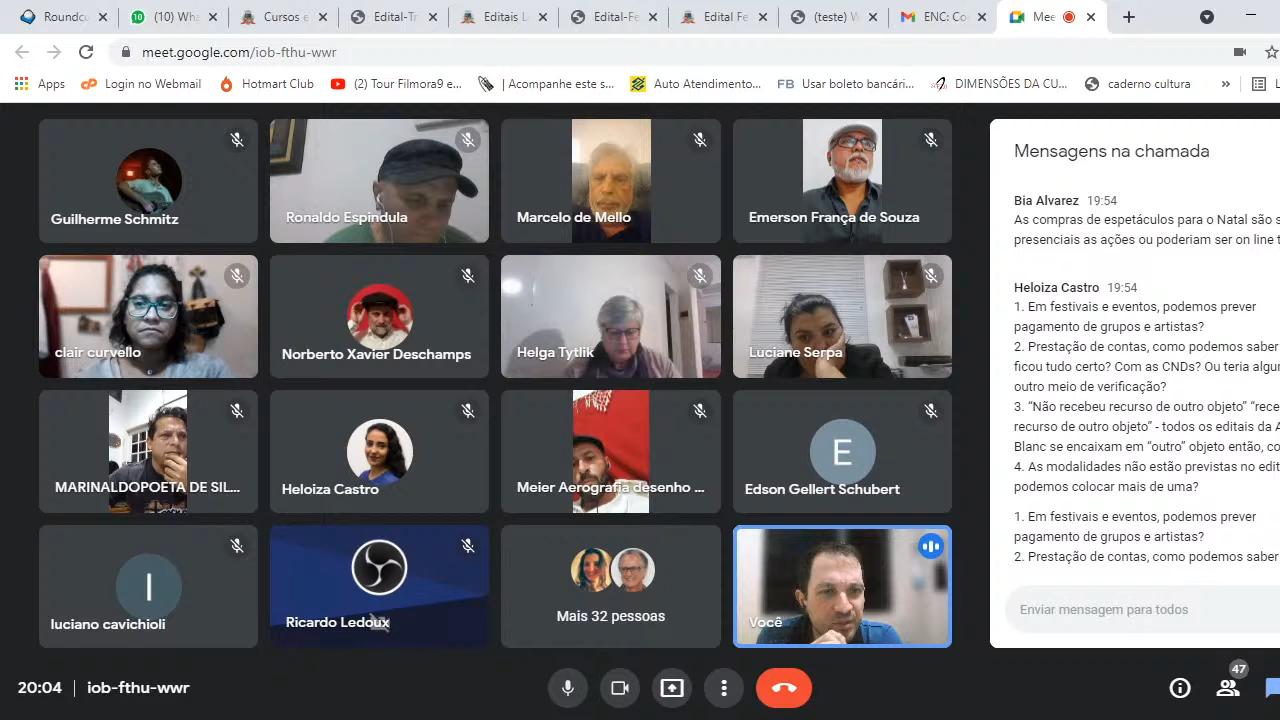 Roundcu
(10) Wha
Cursos e
Edital-Tr
Editais L
Edital-Fe
Edital Fe
(teste) W
ENC: Co
Mee
meet.google.com/iob-fthu-wwr
Apps
Login no Webmail
Hotmart Club
(2) Tour Filmora9 e...
| Acompanhe este s...
Auto Atendimento...
FB Usar boleto bancári...
DIMENSÕES DA CU...
caderno cultura
»
Guilherme Schmitz
Ronaldo Espindula
Marcelo de Mello
Emerson França de Souza
clair curvello
Norberto Xavier Deschamps
Helga Tytlik
Luciane Serpa
MARINALDOPOETA DE SIL...
Heloiza Castro
Meier Aerografia desenho ...
E
Edson Gellert Schubert
l
luciano cavichioli
Ricardo Ledoux
Mais 32 pessoas
Você
Mensagens na chamada
Bia Alvarez 19:54
As compras de espetáculos para o Natal são s
presenciais as ações ou poderiam ser on line t
Heloiza Castro 19:54
1. Em festivais e eventos, podemos prever
pagamento de grupos e artistas?
2. Prestação de contas, como podemos saber
ficou tudo certo? Com as CNDs? Ou teria algu
outro meio de verificação?
3. “Não recebeu recurso de outro objeto” “rece
recurso de outro objeto” - todos os editais da A
Blanc se encaixam em “outro” objeto então, co
4. As modalidades não estão previstas no edit
podemos colocar mais de uma?
1. Em festivais e eventos, podemos prever
pagamento de grupos e artistas?
2. Prestação de contas, como podemos saber
Enviar mensagem para todos
20:04 | iob-fthu-wwr
47